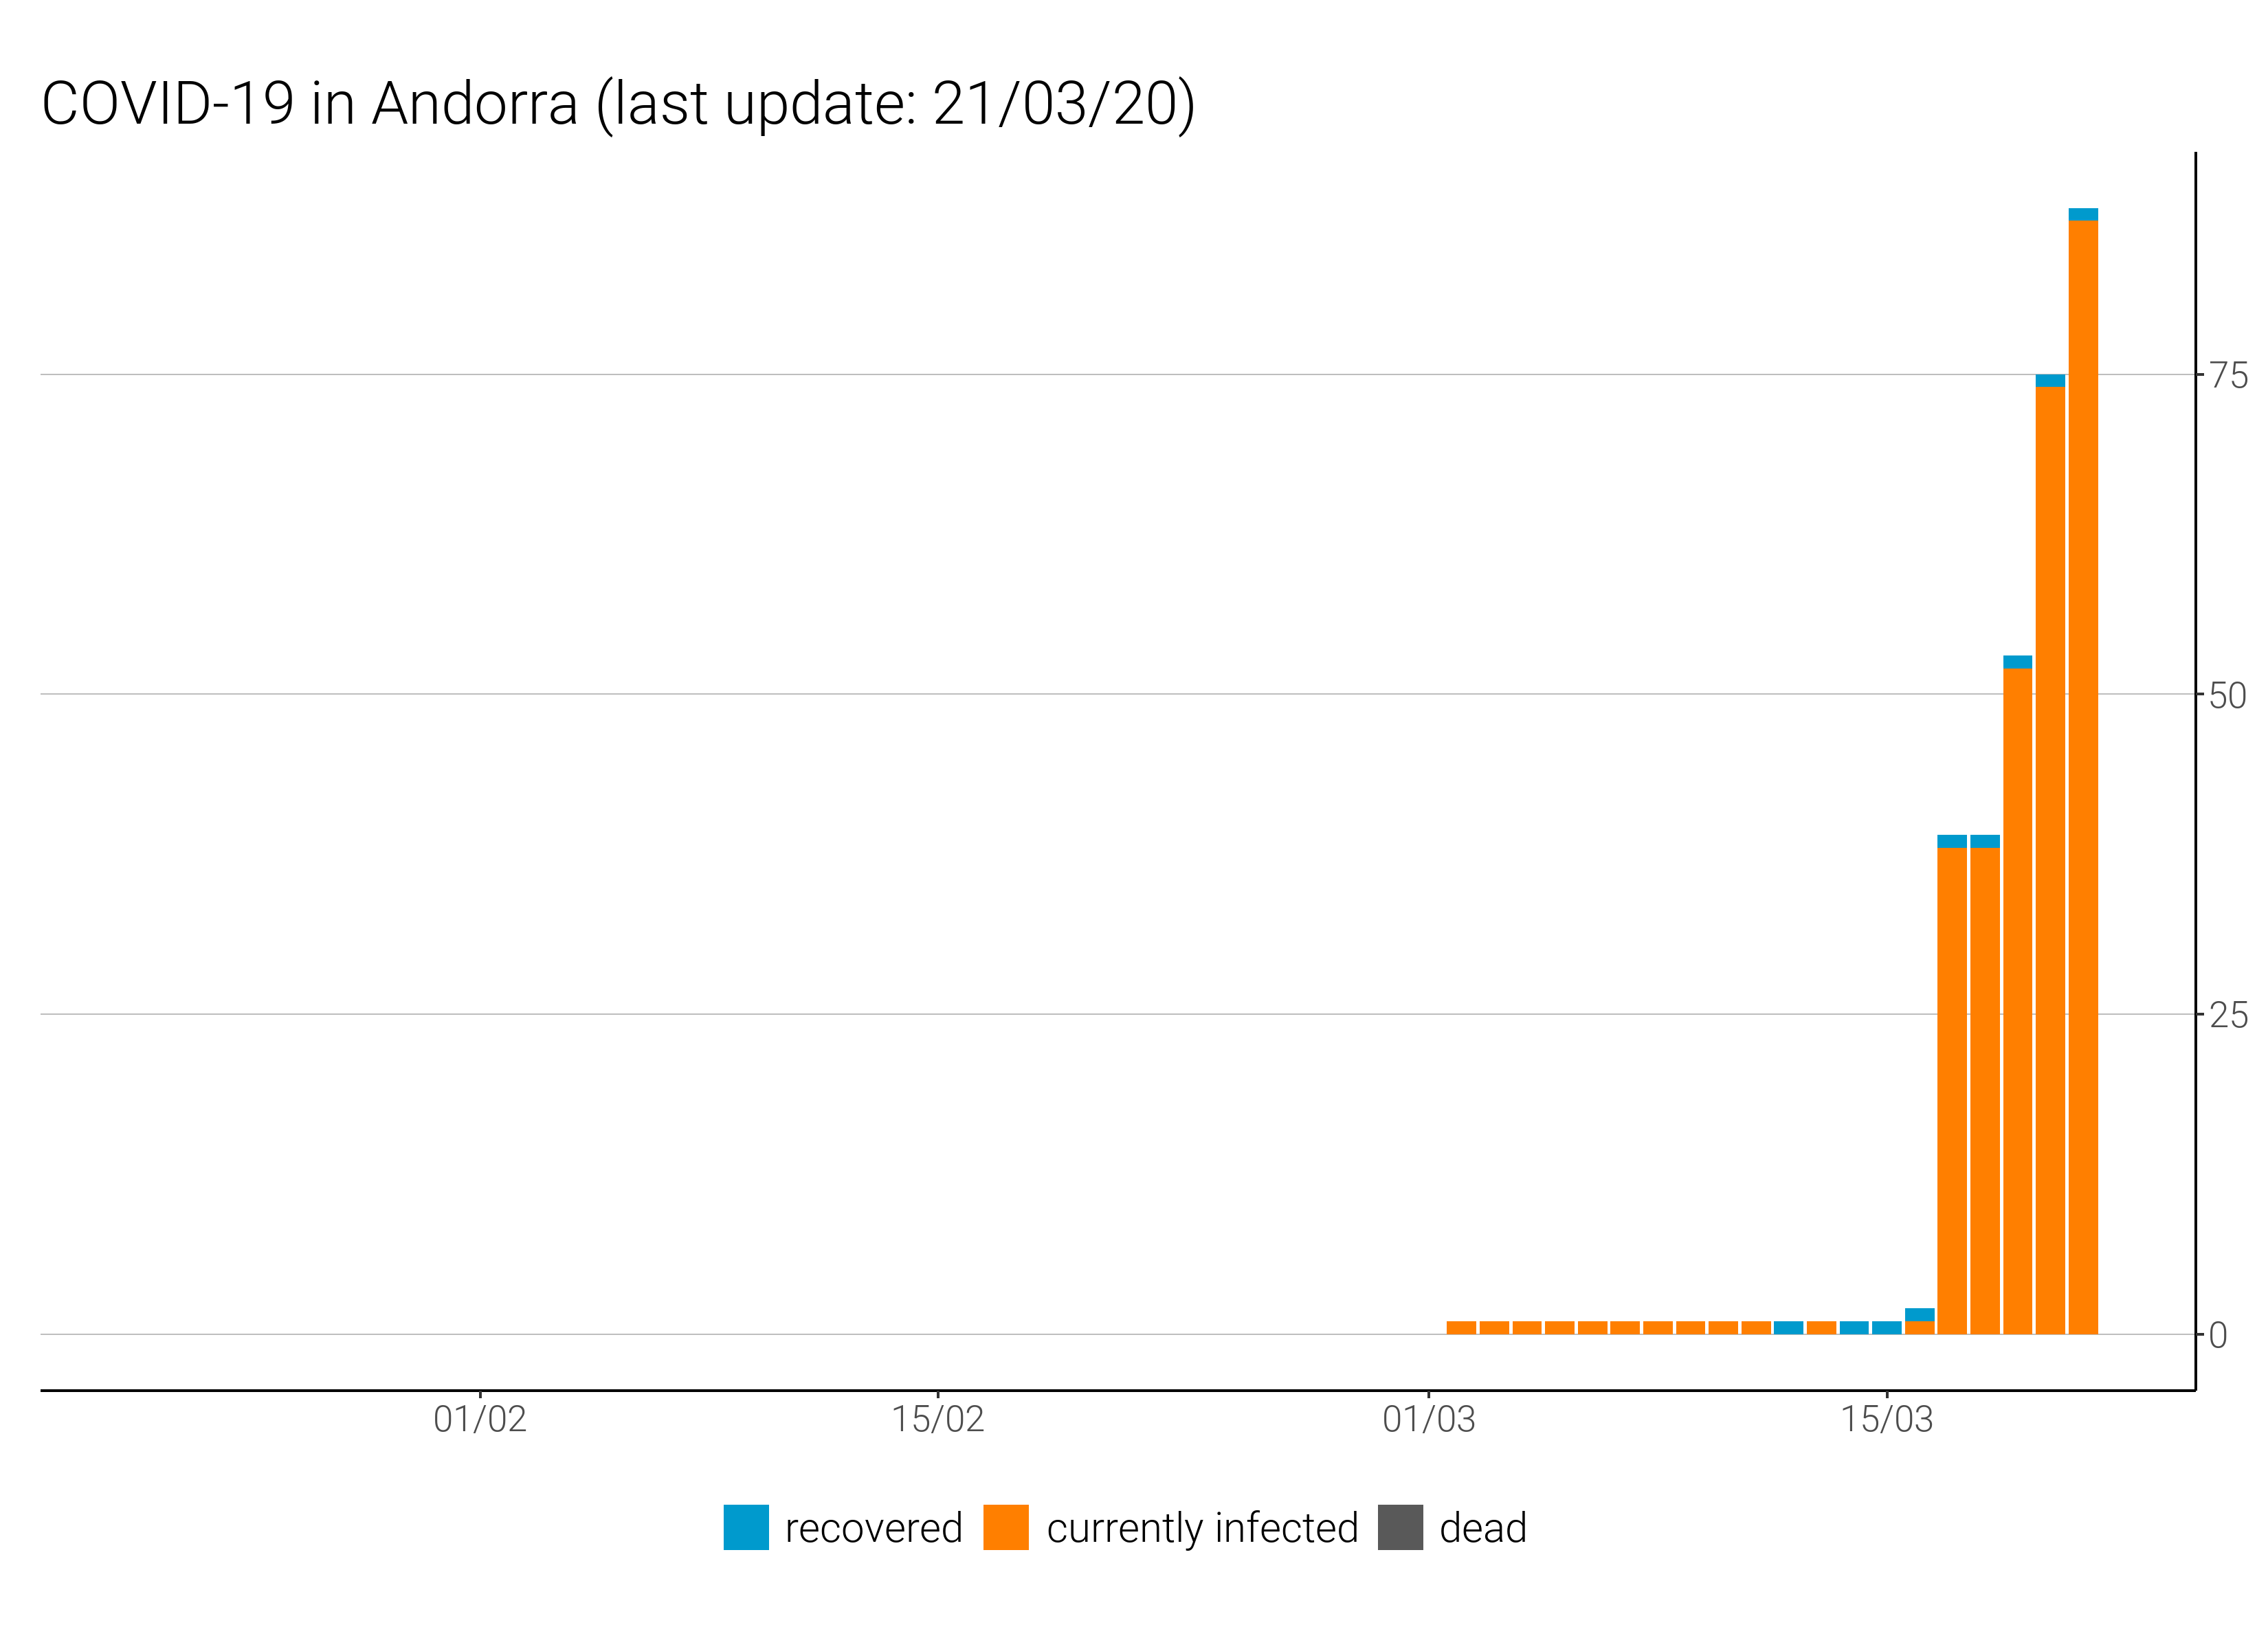 COVID-19 in Andorra (last update: 21/03/20)
75
50
25
0
01/02 15/02 01/03 15/03
recovered currently infected dead